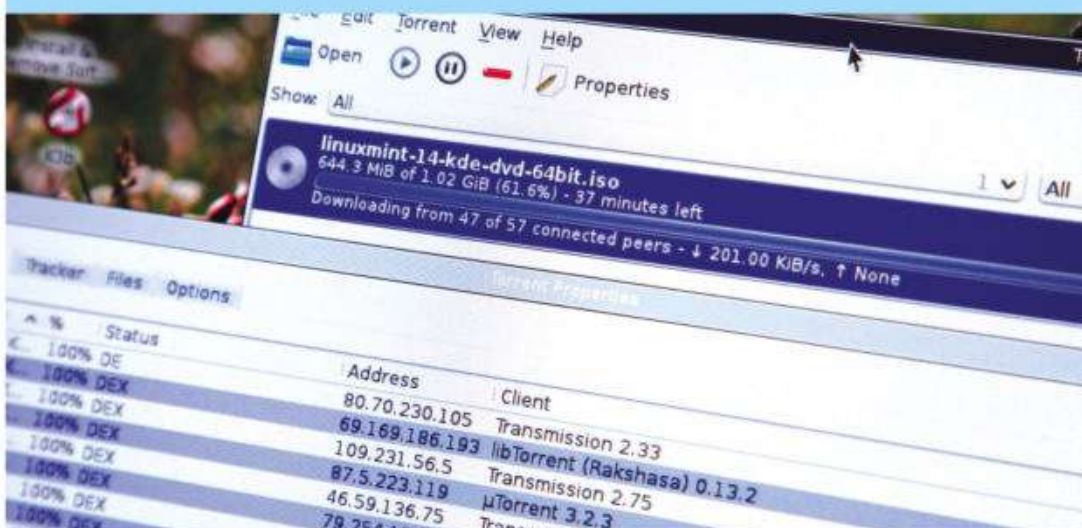 Install &
Edit Torrent View Help
Open
Properties
Show: All
1
All
linuxmint-14-kde-dvd-64bit.iso
644.3 MiB of 1.02 GiB (61.6%) - 37 minutes left
Downloading from 47 of 57 connected peers - ↓ 201.00 KiB/s, ↑ None
Torrent Properties
Tracker Files Options
% Status
Address Client
100% DE 80.70.230.105 Transmission 2.33
100% DEX 69.169.186.193 libTorrent (Rakshasa) 0.13.2
100% DEX 109.231.56.5 Transmission 2.75
100% DEX 87.5.223.119 µTorrent 3.2.3
100% DEX 46.59.136.75
100% DEX
100% DEX